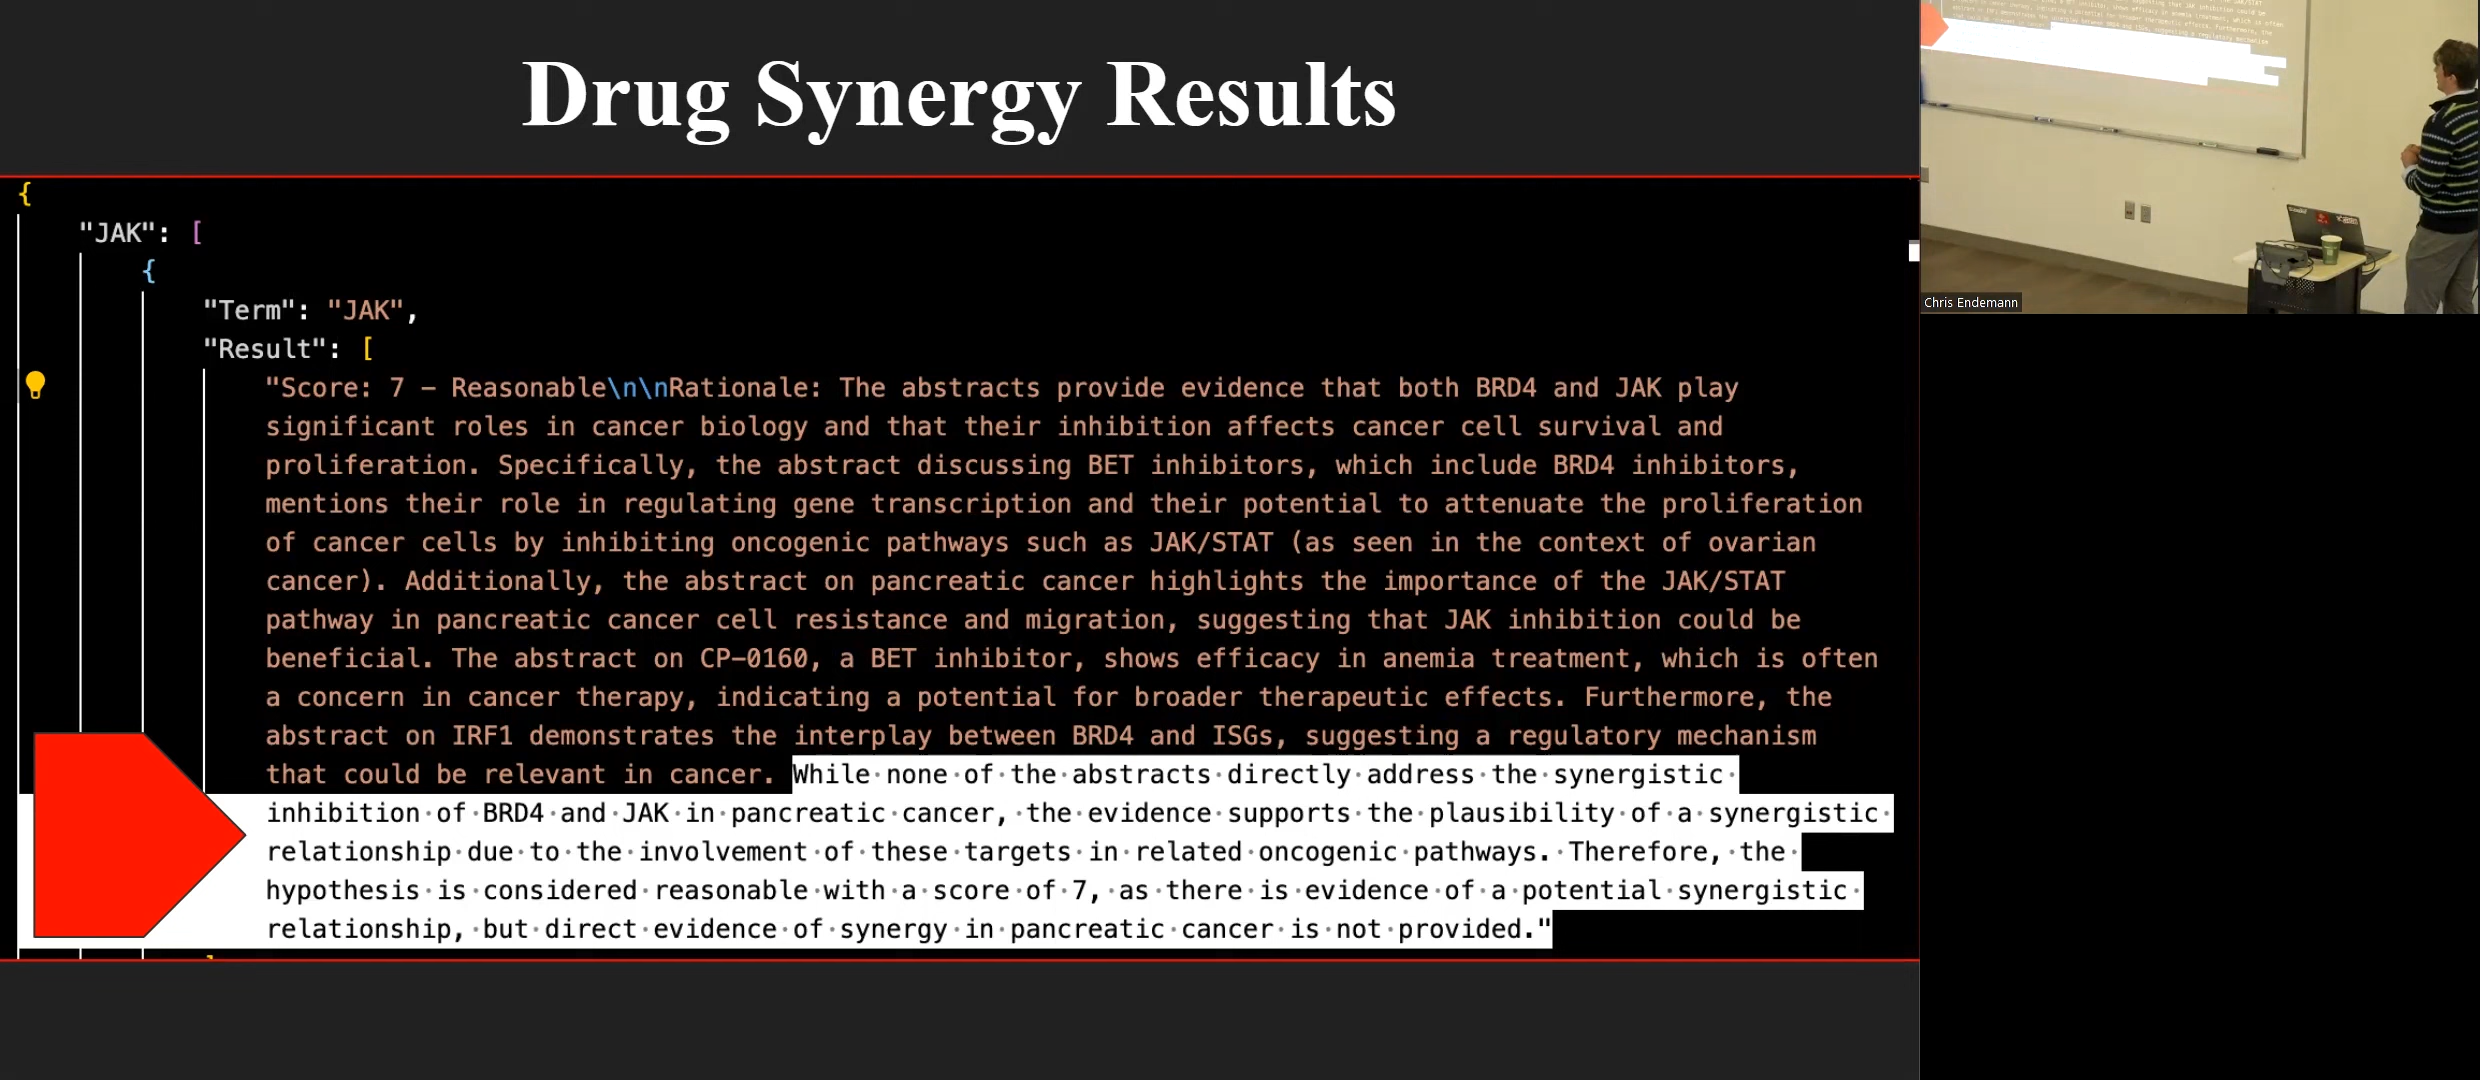 Drug Synergy Results
{
"JAK": [
{
"Term": "JAK",
"Result": [
"Score: 7 – Reasonable\n\nRationale: The abstracts provide evidence that both BRD4 and JAK play
significant roles in cancer biology and that their inhibition affects cancer cell survival and
proliferation. Specifically, the abstract discussing BET inhibitors, which include BRD4 inhibitors,
mentions their role in regulating gene transcription and their potential to attenuate the proliferation
of cancer cells by inhibiting oncogenic pathways such as JAK/STAT (as seen in the context of ovarian
cancer). Additionally, the abstract on pancreatic cancer highlights the importance of the JAK/STAT
pathway in pancreatic cancer cell resistance and migration, suggesting that JAK inhibition could be
beneficial. The abstract on CP–0160, a BET inhibitor, shows efficacy in anemia treatment, which is often
a concern in cancer therapy, indicating a potential for broader therapeutic effects. Furthermore, the
abstract on IRF1 demonstrates the interplay between BRD4 and ISGs, suggesting a regulatory mechanism
that could be relevant in cancer. While·none·of·the·abstracts·directly·address·the·synergistic·
inhibition·of·BRD4·and·JAK·in·pancreatic·cancer,·the·evidence·supports·the·plausibility·of·a·synergistic·
relationship·due·to·the·involvement·of·these·targets·in·related·oncogenic·pathways.·Therefore,·the·
hypothesis·is·considered·reasonable·with·a·score·of·7,·as·there·is·evidence·of·a·potential·synergistic·
relationship,·but·direct·evidence·of·synergy·in·pancreatic·cancer·is·not·provided."
Chris Endemann